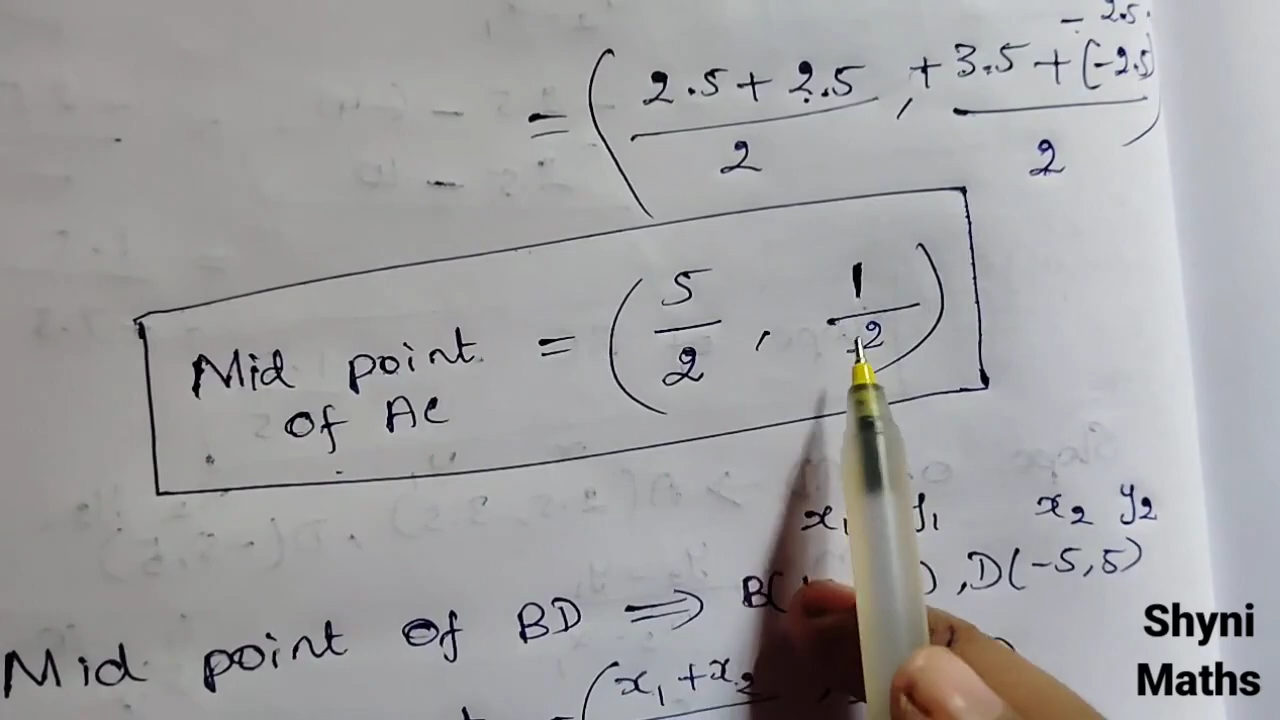 - 2.5.
= ( 2.5 + 2.5 / 2 , + 3.5 + (-2.5) / 2 )
Mid point of AC = ( 5/2 , 1/2 )
x₁ y₁ x₂ y₂
Mid point of BD ⇒ B( ) , D(-5,5)
= ( x₁ + x₂ ,
Shyni
Maths